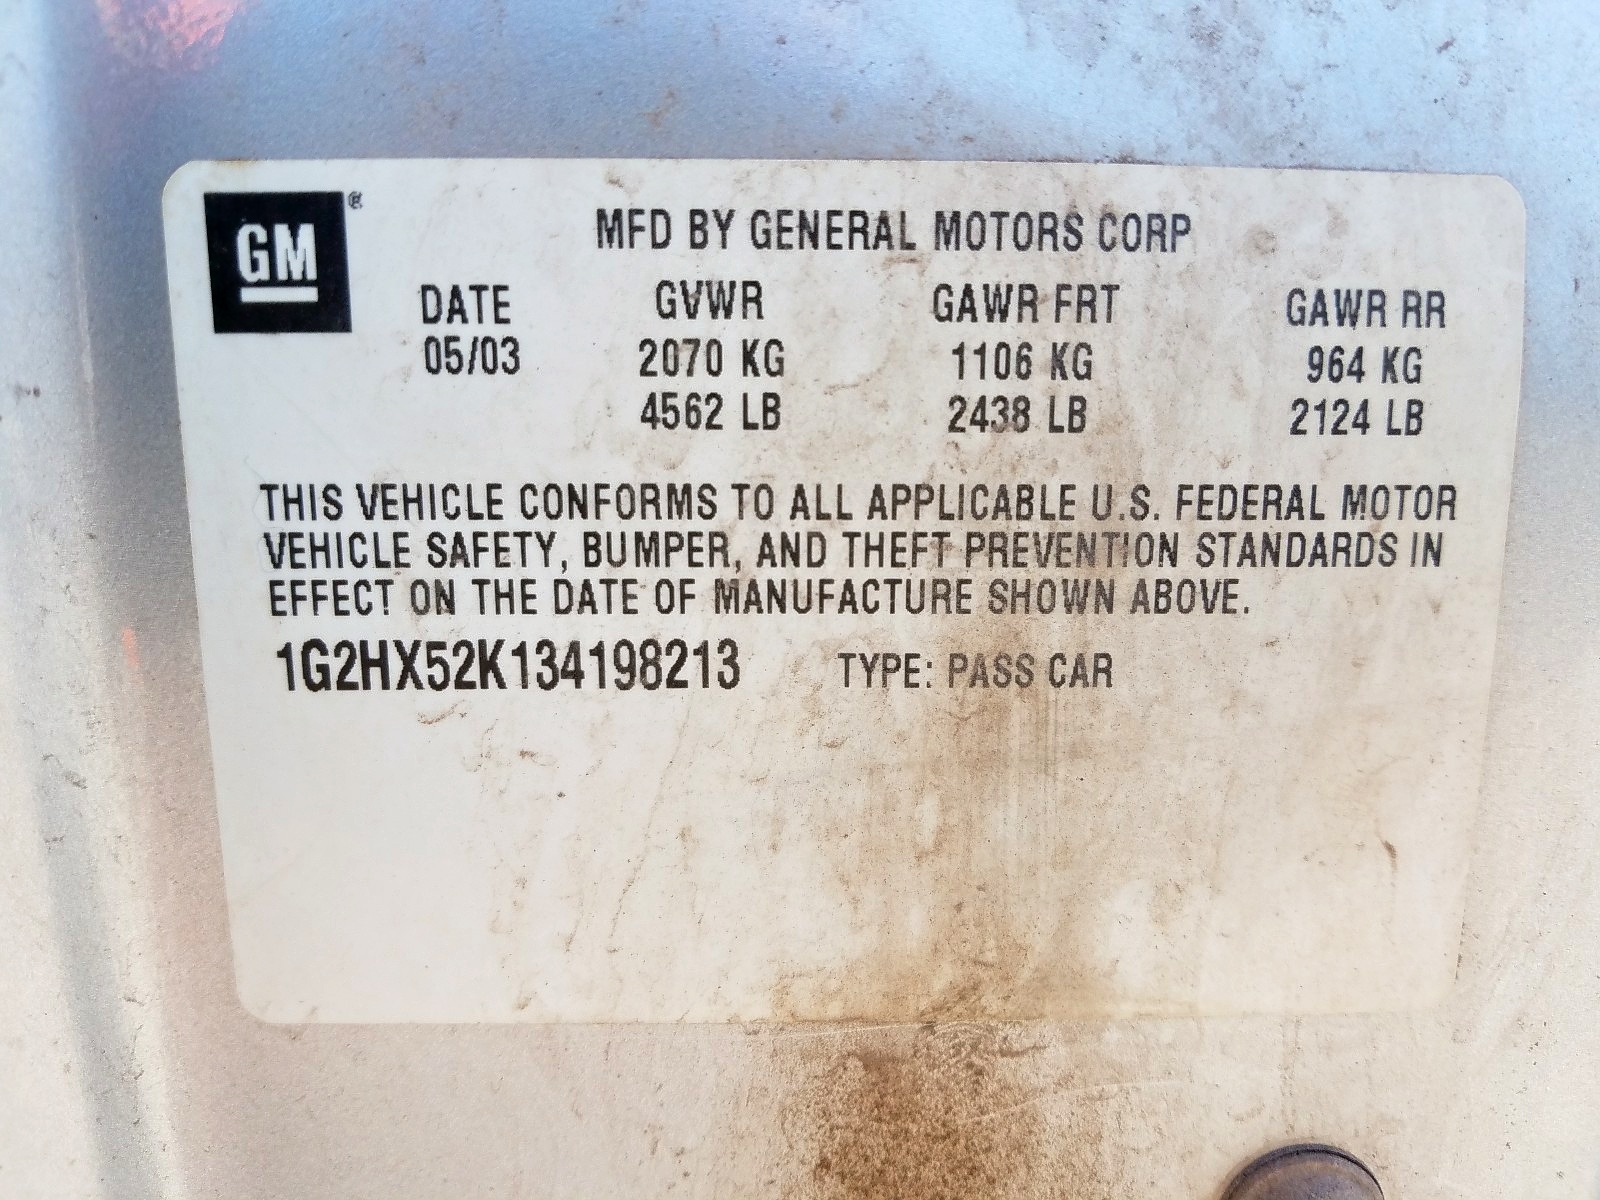 GM®
MFD BY GENERAL MOTORS CORP
DATE GVWR GAWR FRT GAWR RR
05/03 2070 KG 1106 KG 964 KG
4562 LB 2438 LB 2124 LB
THIS VEHICLE CONFORMS TO ALL APPLICABLE U.S. FEDERAL MOTOR
VEHICLE SAFETY, BUMPER, AND THEFT PREVENTION STANDARDS IN
EFFECT ON THE DATE OF MANUFACTURE SHOWN ABOVE.
1G2HX52K134198213 TYPE: PASS CAR